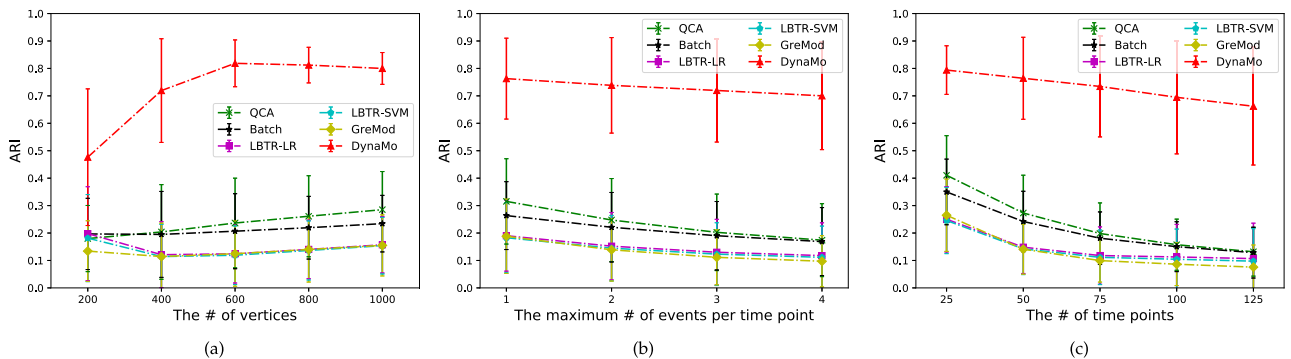 1.0
0.9
0.8
0.7
0.6
0.5
0.4
0.3
0.2
0.1
0.0
ARI
QCA LBTR-SVM
Batch GreMod
LBTR-LR DynaMo
200 400 600 800 1000
The # of vertices
(a)
1.0
0.9
0.8
0.7
0.6
0.5
0.4
0.3
0.2
0.1
0.0
ARI
QCA LBTR-SVM
Batch GreMod
LBTR-LR DynaMo
1 2 3 4
The maximum # of events per time point
(b)
1.0
0.9
0.8
0.7
0.6
0.5
0.4
0.3
0.2
0.1
0.0
ARI
QCA LBTR-SVM
Batch GreMod
LBTR-LR DynaMo
25 50 75 100 125
The # of time points
(c)